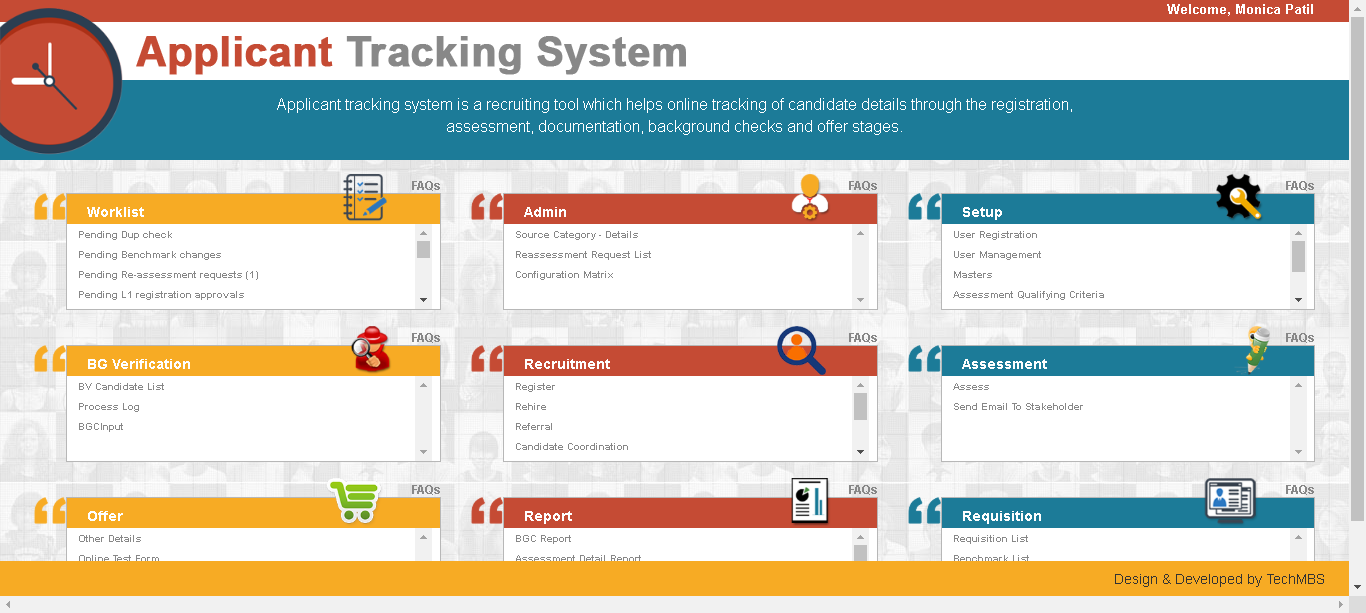 Welcome, Monica Patil
Applicant Tracking System
Applicant tracking system is a recruiting tool which helps online tracking of candidate details through the registration,
assessment, documentation, background checks and offer stages.
FAQs
Worklist
Pending Dup check
Pending Benchmark changes
Pending Re-assessment requests (1)
Pending L1 registration approvals
FAQs
Admin
Source Category - Details
Reassessment Request List
Configuration Matrix
FAQs
Setup
User Registration
User Management
Masters
Assessment Qualifying Criteria
FAQs
BG Verification
BV Candidate List
Process Log
BGCInput
FAQs
Recruitment
Register
Rehire
Referral
Candidate Coordination
FAQs
Assessment
Assess
Send Email To Stakeholder
FAQs
Offer
Other Details
Online Test Form
FAQs
Report
BGC Report
Assessment Detail Report
FAQs
Requisition
Requisition List
Benchmark List
Design & Developed by TechMBS